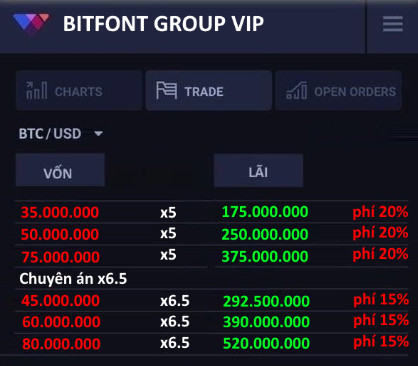 BITFONT GROUP VIP
CHARTS TRADE OPEN ORDERS
BTC/USD
VỐN LÃI
35.000.000 x5 175.000.000 phí 20%
50.000.000 x5 250.000.000 phí 20%
75.000.000 x5 375.000.000 phí 20%
Chuyên án x6.5
45.000.000 x6.5 292.500.000 phí 15%
60.000.000 x6.5 390.000.000 phí 15%
80.000.000 x6.5 520.000.000 phí 15%